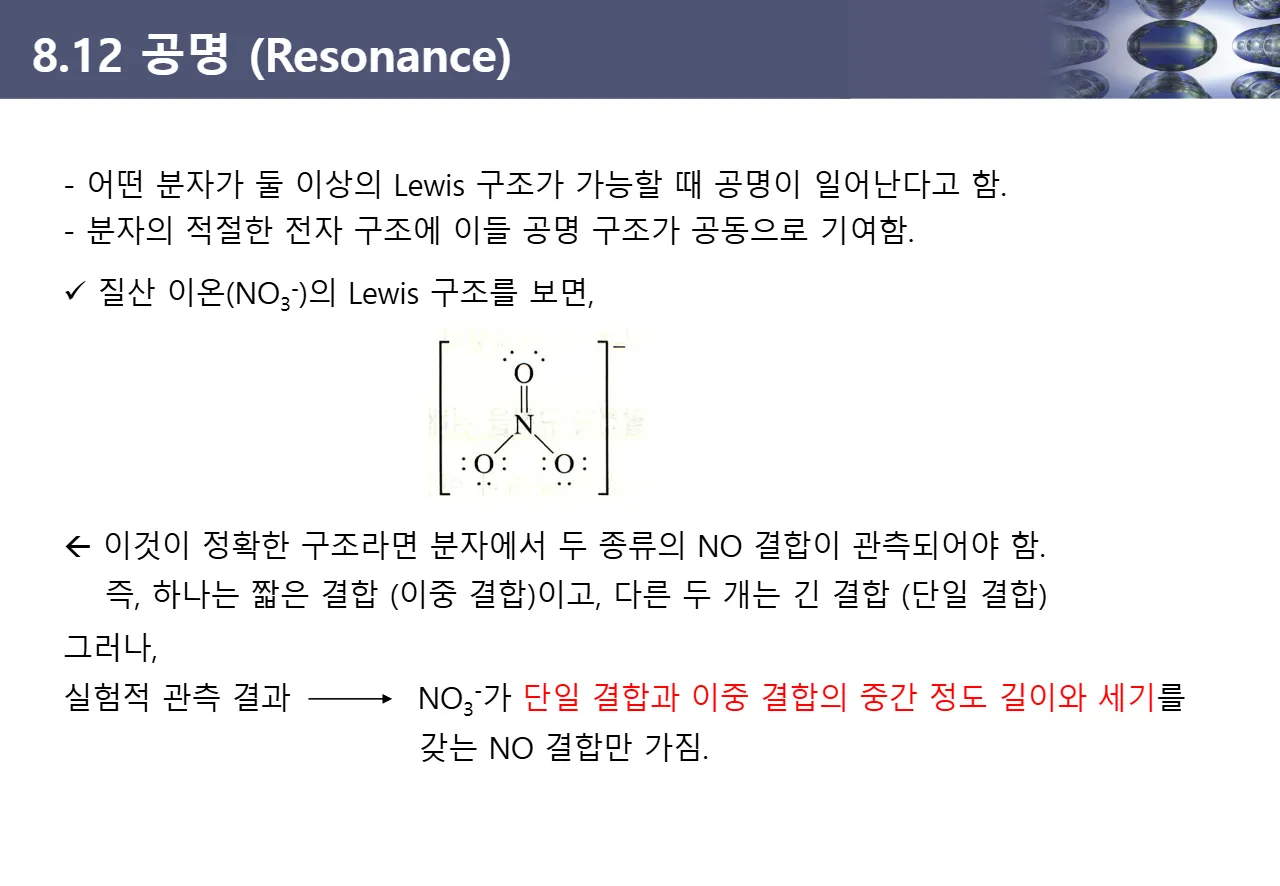 8.12 공명 (Resonance)
- 어떤 분자가 둘 이상의 Lewis 구조가 가능할 때 공명이 일어난다고 함.
- 분자의 적절한 전자 구조에 이들 공명 구조가 공동으로 기여함.
✓ 질산 이온(NO₃⁻)의 Lewis 구조를 보면,
−
O
N
O O
← 이것이 정확한 구조라면 분자에서 두 종류의 NO 결합이 관측되어야 함.
즉, 하나는 짧은 결합 (이중 결합)이고, 다른 두 개는 긴 결합 (단일 결합)
그러나,
실험적 관측 결과 → NO₃⁻가 단일 결합과 이중 결합의 중간 정도 길이와 세기를
갖는 NO 결합만 가짐.